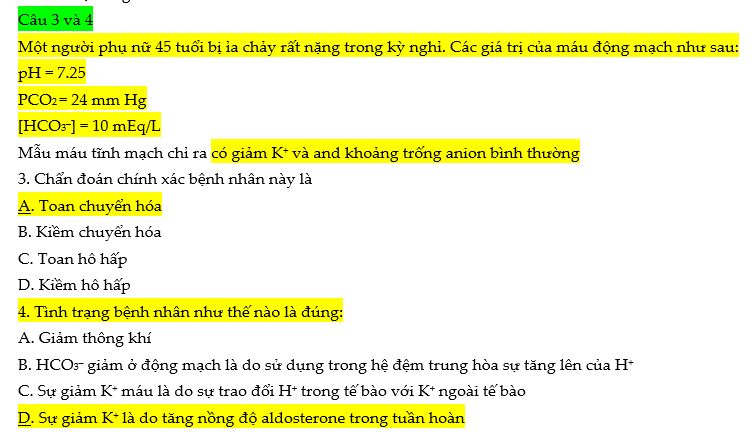 Câu 3 và 4
Một người phụ nữ 45 tuổi bị ỉa chảy rất nặng trong kỳ nghỉ. Các giá trị của máu động mạch như sau:
pH = 7.25
PCO₂ = 24 mm Hg
[HCO₃⁻] = 10 mEq/L
Mẫu máu tĩnh mạch chỉ ra có giảm K⁺ và and khoảng trống anion bình thường
3. Chẩn đoán chính xác bệnh nhân này là
A. Toan chuyển hóa
B. Kiềm chuyển hóa
C. Toan hô hấp
D. Kiềm hô hấp
4. Tình trạng bệnh nhân như thế nào là đúng:
A. Giảm thông khí
B. HCO₃⁻ giảm ở động mạch là do sử dụng trong hệ đệm trung hòa sự tăng lên của H⁺
C. Sự giảm K⁺ máu là do sự trao đổi H⁺ trong tế bào với K⁺ ngoài tế bào
D. Sự giảm K⁺ là do tăng nồng độ aldosterone trong tuần hoàn